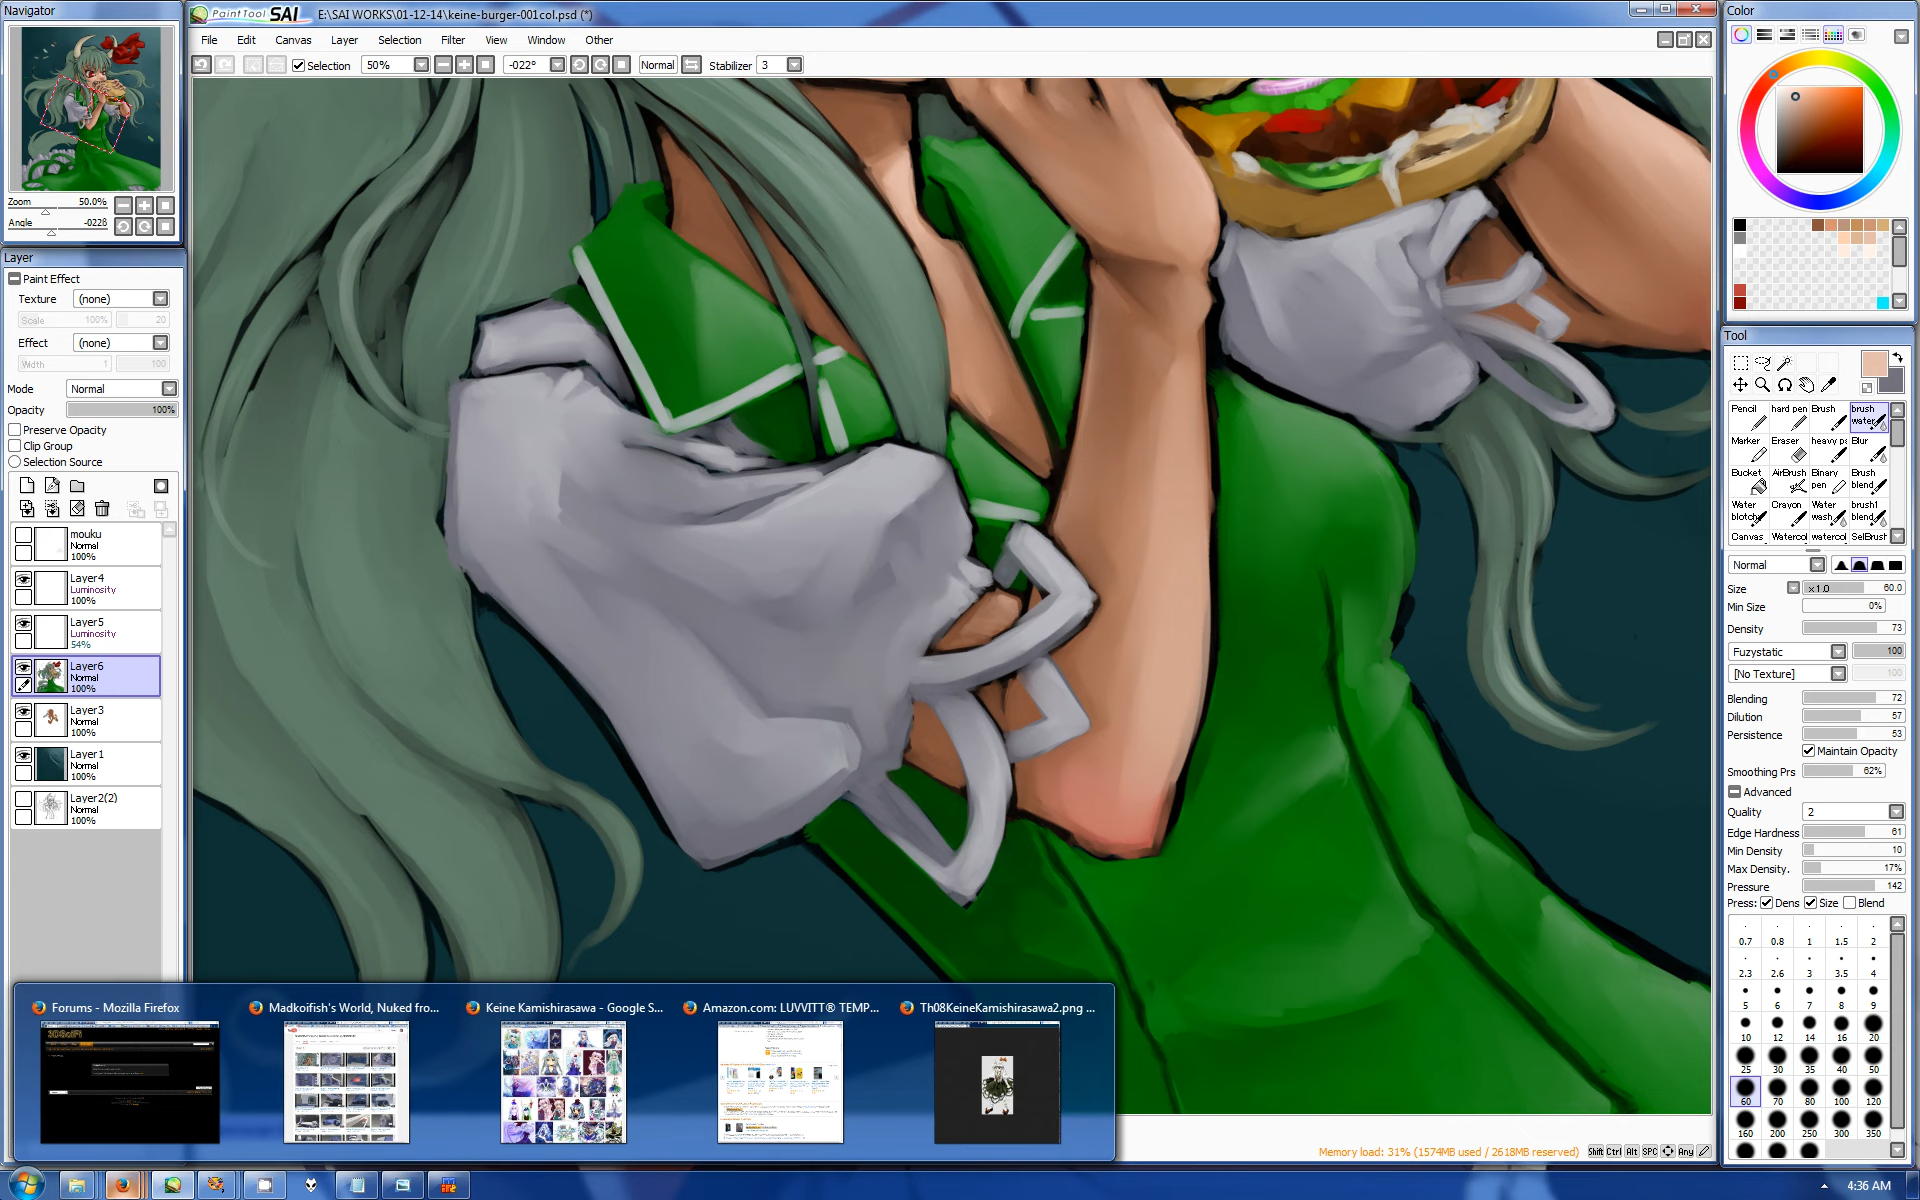 Navigator
Zoom 50.0%
Angle -022ß
Layer
Paint Effect
Texture (none)
Scale 100% 20
Effect (none)
Width 1 100
Mode Normal
Opacity 100%
Preserve Opacity
Clip Group
Selection Source
mouku
Normal
100%
Layer4
Luminosity
100%
Layer5
Luminosity
54%
Layer6
Normal
100%
Layer3
Normal
100%
Layer1
Normal
100%
Layer2(2)
Normal
100%
PaintTool SAI E:\SAI WORKS\01-12-14\keine-burger-001col.psd (*)
File Edit Canvas Layer Selection Filter View Window Other
Selection 50% -022° Normal Stabilizer 3
Color
Tool
Pencil hard pen Brush brush water
Marker Eraser heavy pa Blur
Bucket AirBrush Binary pen Brush blend
Water blotch Crayon Water wash brush1 blend
Canvas Watercol watercol SelBrush
Normal
Size x1.0 60.0
Min Size 0%
Density 73
Fuzystatic 100
[No Texture] 100
Blending 72
Dilution 57
Persistence 53
Maintain Opacity
Smoothing Prs 62%
Advanced
Quality 2
Edge Hardness 61
Min Density 10
Max Density. 17%
Pressure 142
Press: Dens Size Blend
0.7 0.8 1 1.5 2
2.3 2.6 3 3.5 4
5 6 7 8 9
10 12 14 16 20
25 30 35 40 50
60 70 80 100 120
160 200 250 300 350
Forums - Mozilla Firefox
Madkoifish's World, Nuked fro...
Keine Kamishirasawa - Google S...
Amazon.com: LUVVITT® TEMP...
Th08KeineKamishirasawa2.png ...
Memory load: 31% (1574MB used / 2618MB reserved) Shift Ctrl Alt SPC Any
4:36 AM